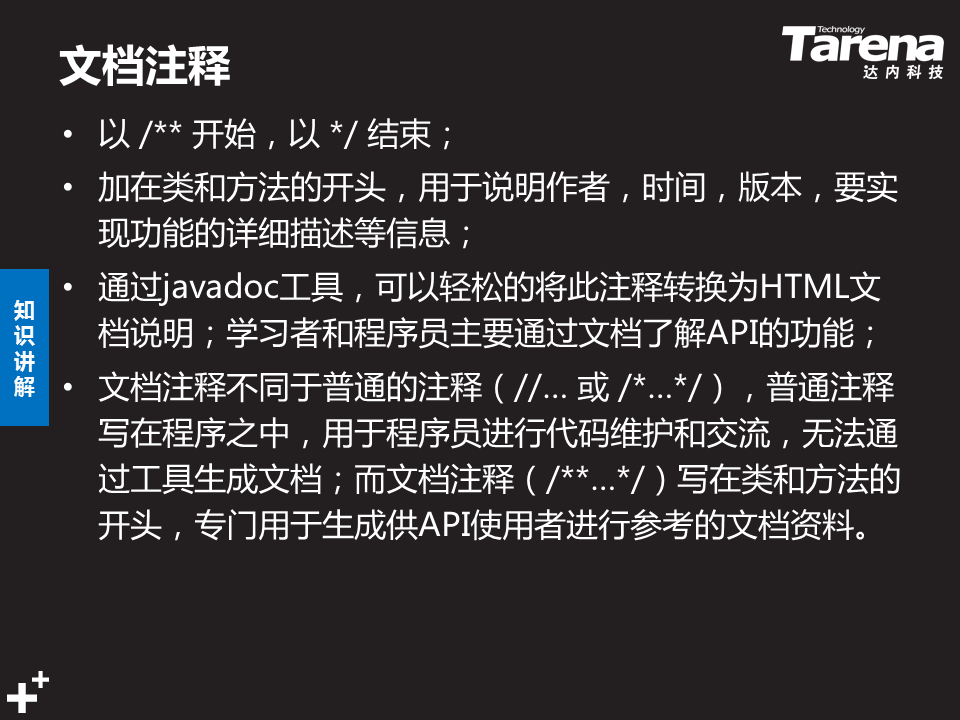 文档注释
Technology
Tarena
达内科技
• 以 /** 开始，以 */ 结束；
• 加在类和方法的开头，用于说明作者，时间，版本，要实
现功能的详细描述等信息；
• 通过javadoc工具，可以轻松的将此注释转换为HTML文
档说明；学习者和程序员主要通过文档了解API的功能；
• 文档注释不同于普通的注释（//... 或 /*...*/），普通注释
写在程序之中，用于程序员进行代码维护和交流，无法通
过工具生成文档；而文档注释（/**...*/）写在类和方法的
开头，专门用于生成供API使用者进行参考的文档资料。
知
识
讲
解